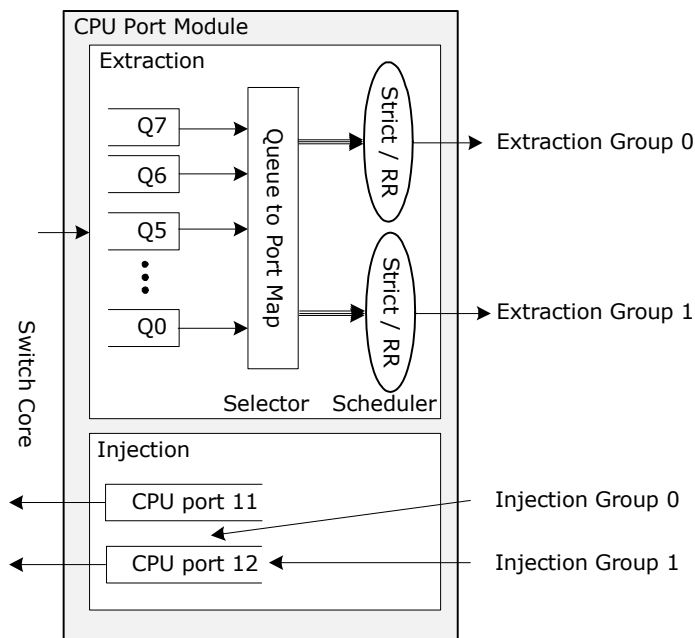 CPU Port Module
Extraction
Q7
Q6
Q5
Q0
Queue to Port Map
Strict / RR
Strict / RR
Extraction Group 0
Extraction Group 1
Selector
Scheduler
Switch Core
Injection
CPU port 11
CPU port 12
Injection Group 0
Injection Group 1